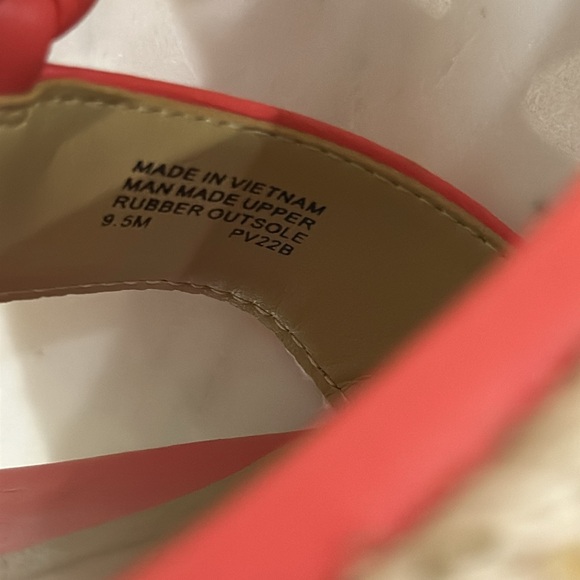 MADE IN VIETNAM
MAN MADE UPPER
RUBBER OUTSOLE
9.5M PV22B